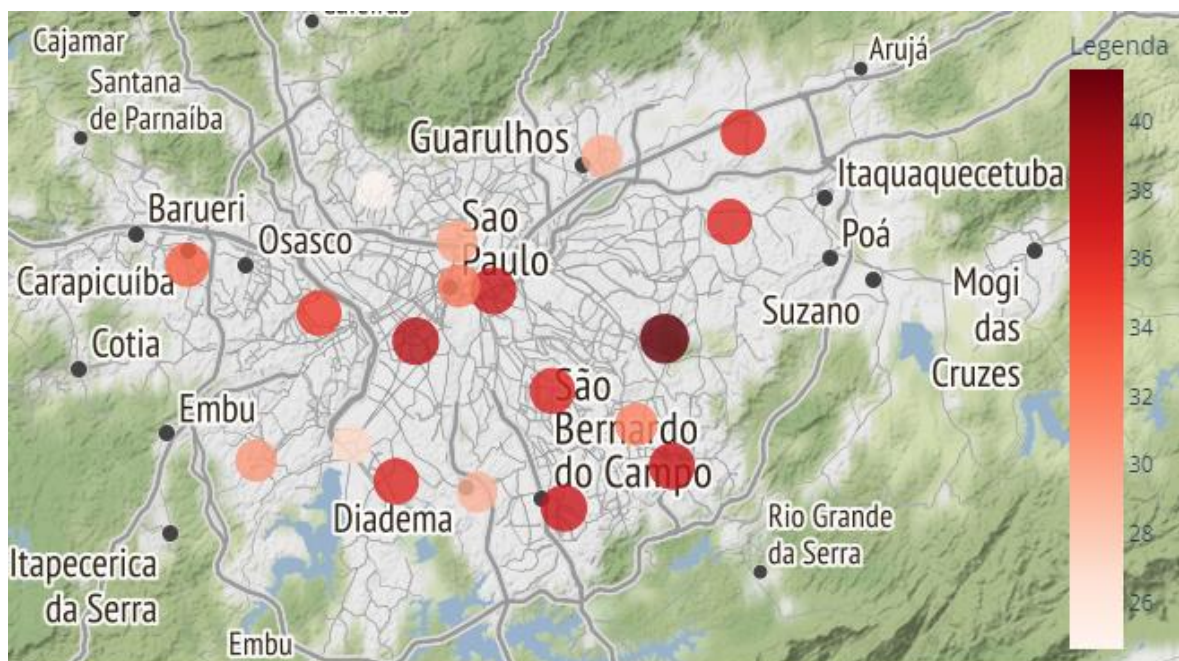 Cajamar
Arujá
Legenda
Santana
de Parnaíba
40
Guarulhos
Itaquaquecetuba
38
Barueri
Sao
Paulo
Osasco
Poá
36
Carapicuíba
Mogi
das
Cruzes
Suzano
34
Cotia
São
Bernardo
do Campo
32
Embu
30
Diadema
Rio Grande
da Serra
28
Itapecerica
da Serra
26
Embu